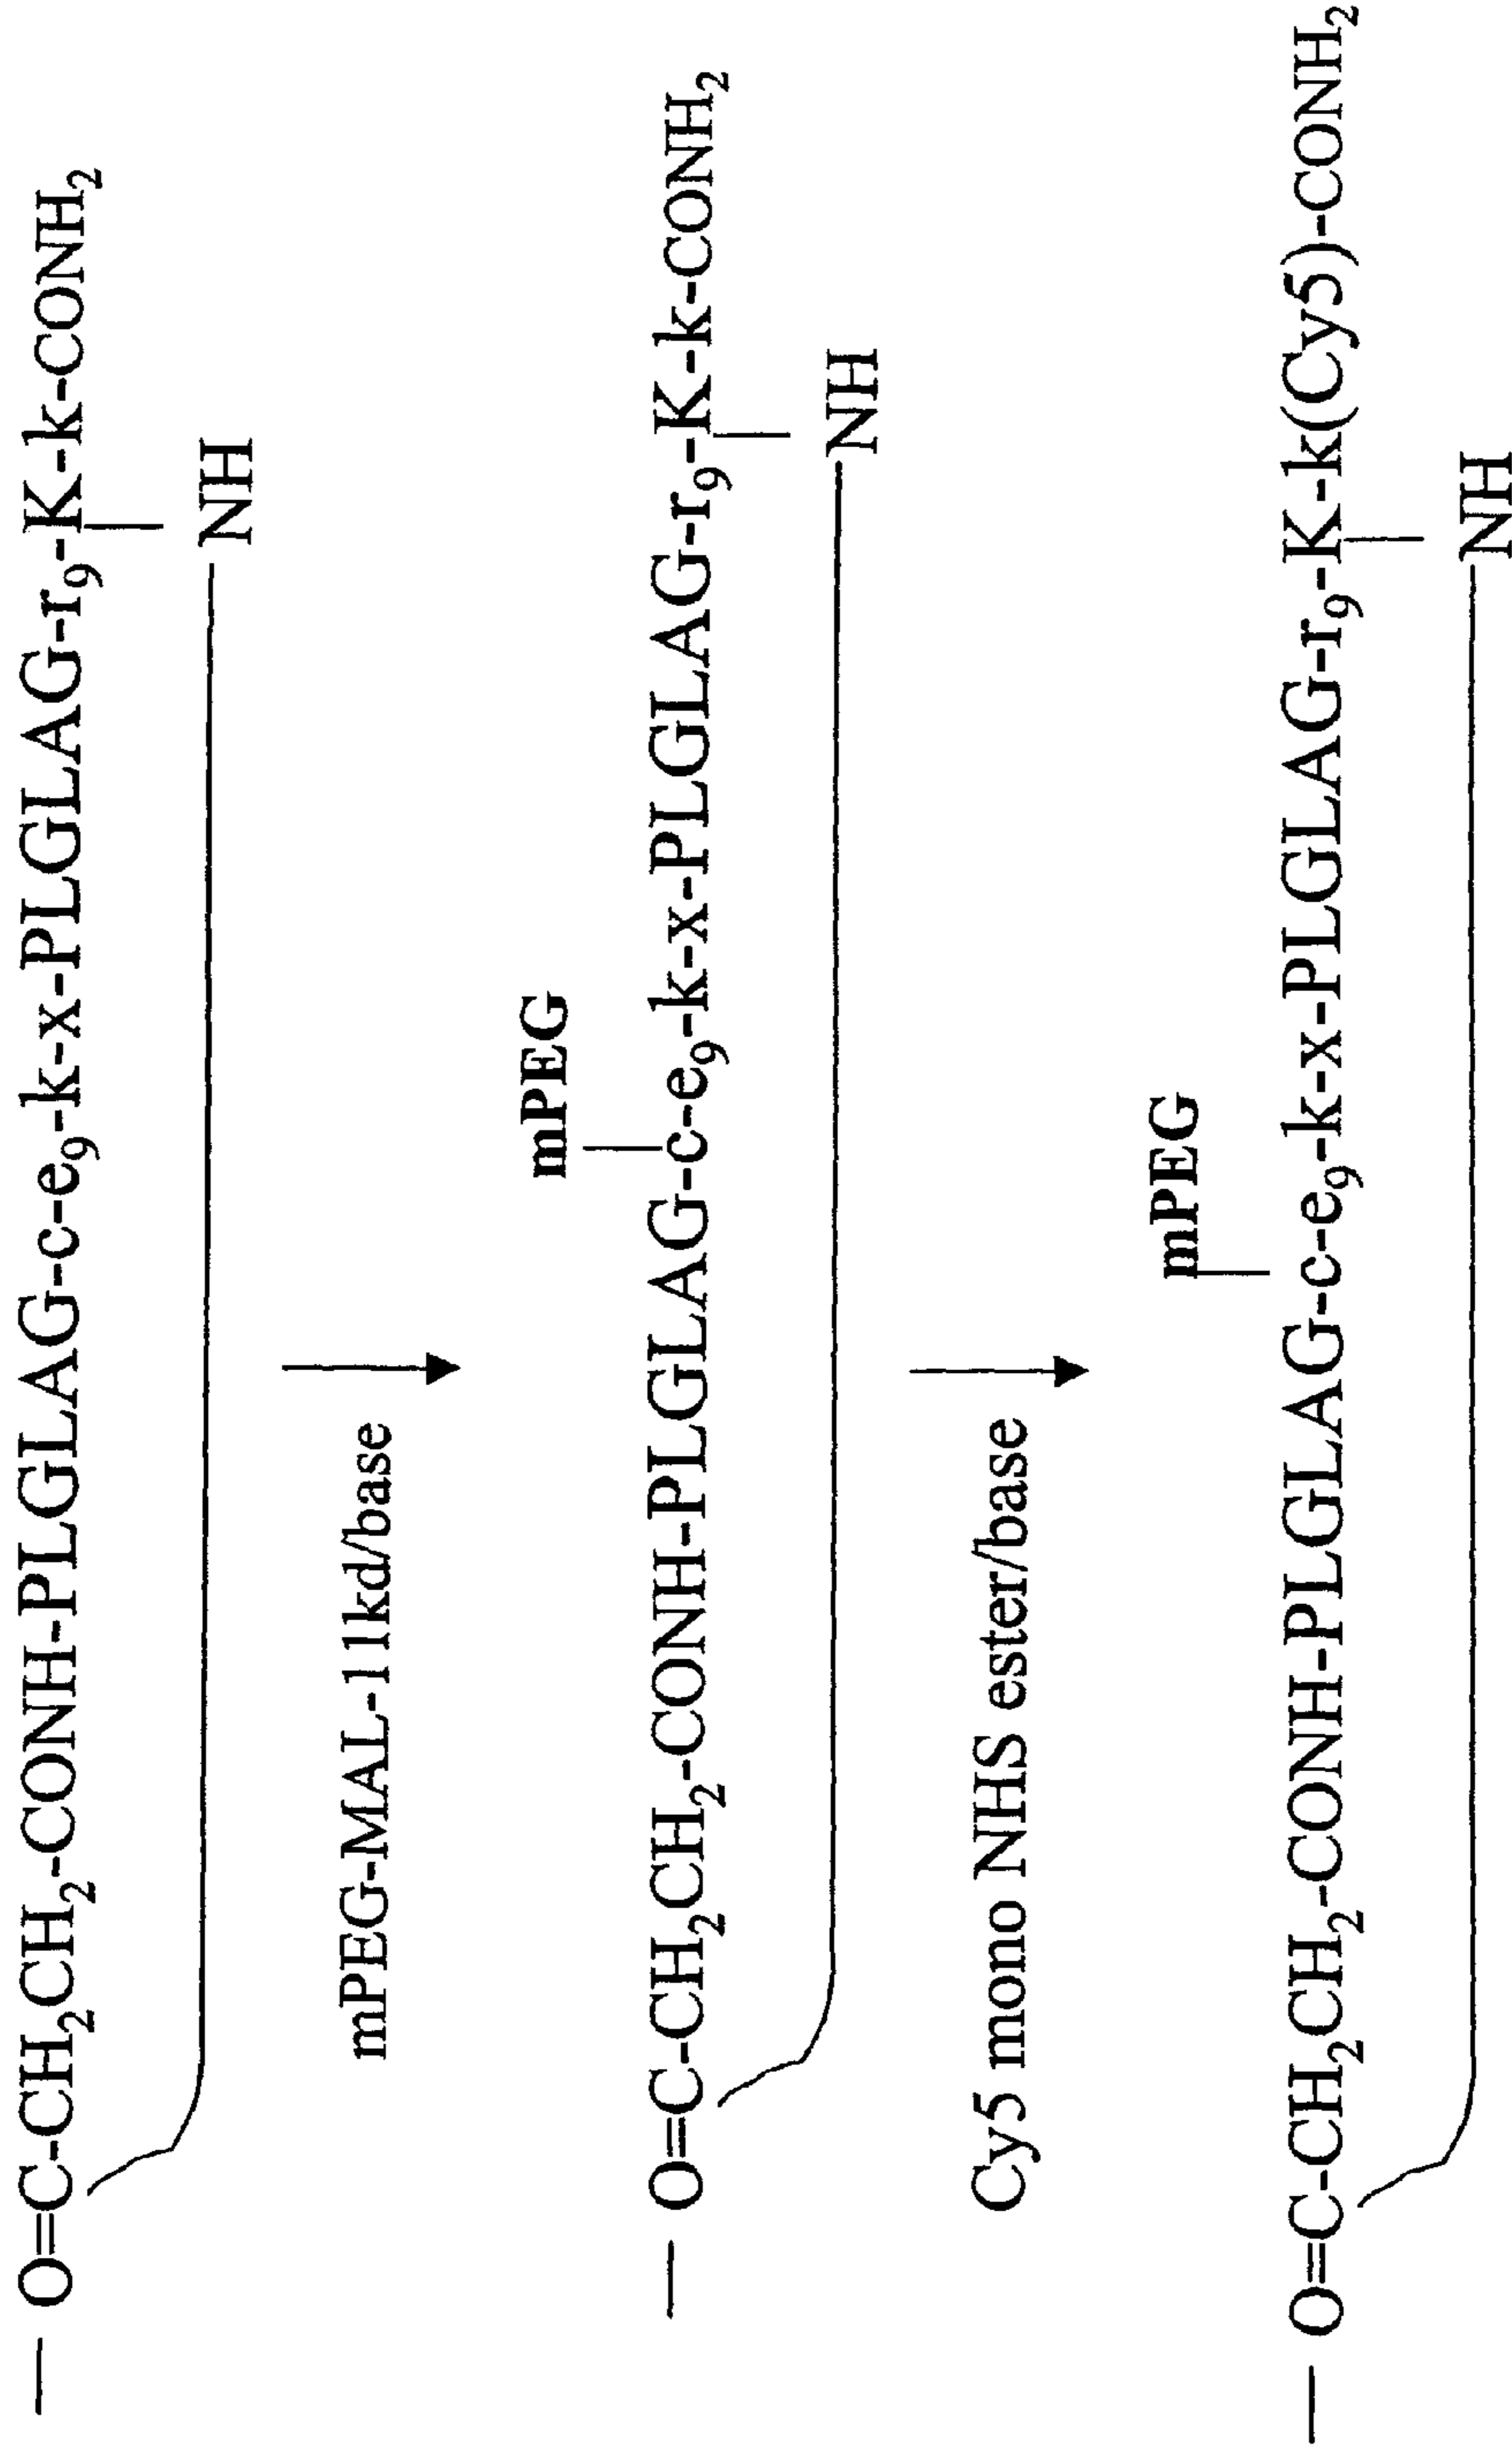 — O=C-CH₂CH₂-CONH-PLGLAG-c-e₉-k-x-PLGLAG-r₉-K-k-CONH₂
NH
mPEG-MAL-11kd/base
mPEG
— O=C-CH₂CH₂-CONH-PLGLAG-c-e₉-k-x-PLGLAG-r₉-K-k-CONH₂
NH
Cy5 mono NHS ester/base
mPEG
— O=C-CH₂CH₂-CONH-PLGLAG-c-e₉-k-x-PLGLAG-r₉-K-k(Cy5)-CONH₂
NH